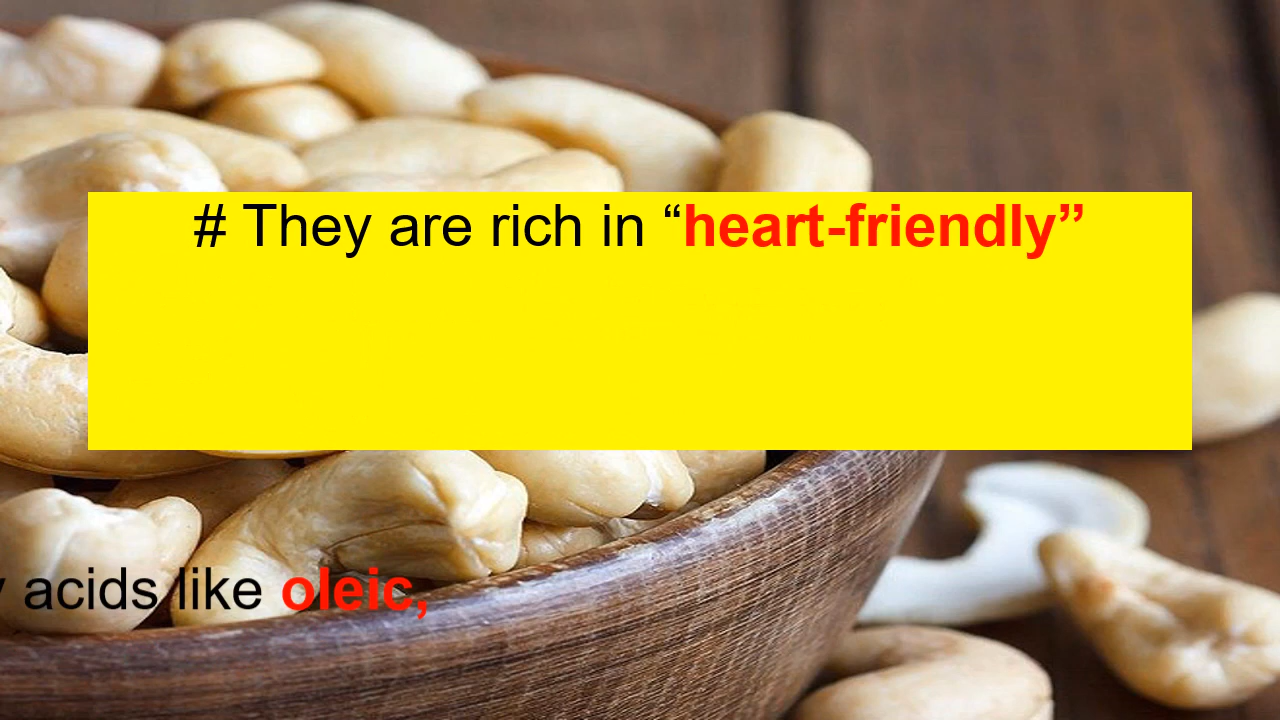 # They are rich in “heart-friendly”
acids like oleic,